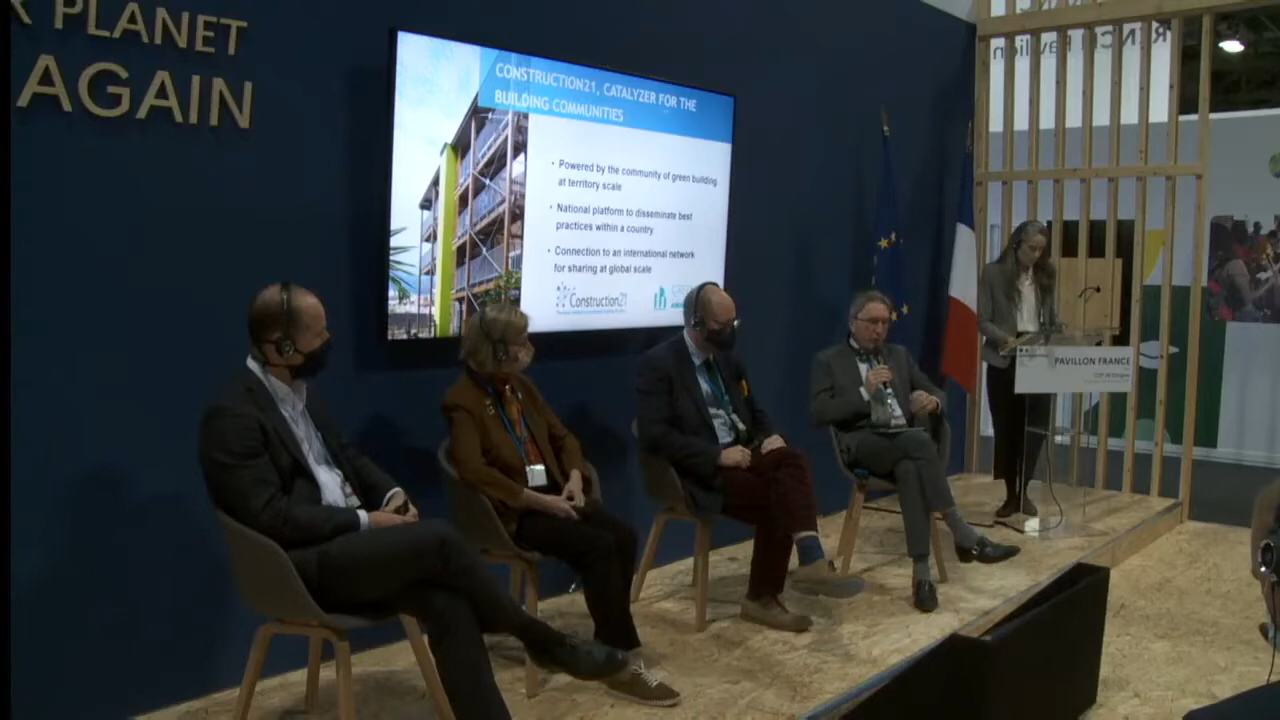 R PLANET
AGAIN
CONSTRUCTION21, CATALYZER FOR THE
BUILDING COMMUNITIES
• Powered by the community of green building
at territory scale
• National platform to disseminate best
practices within a country
• Connection to an international network
for sharing at global scale
Construction21
PAVILLON FRANCE